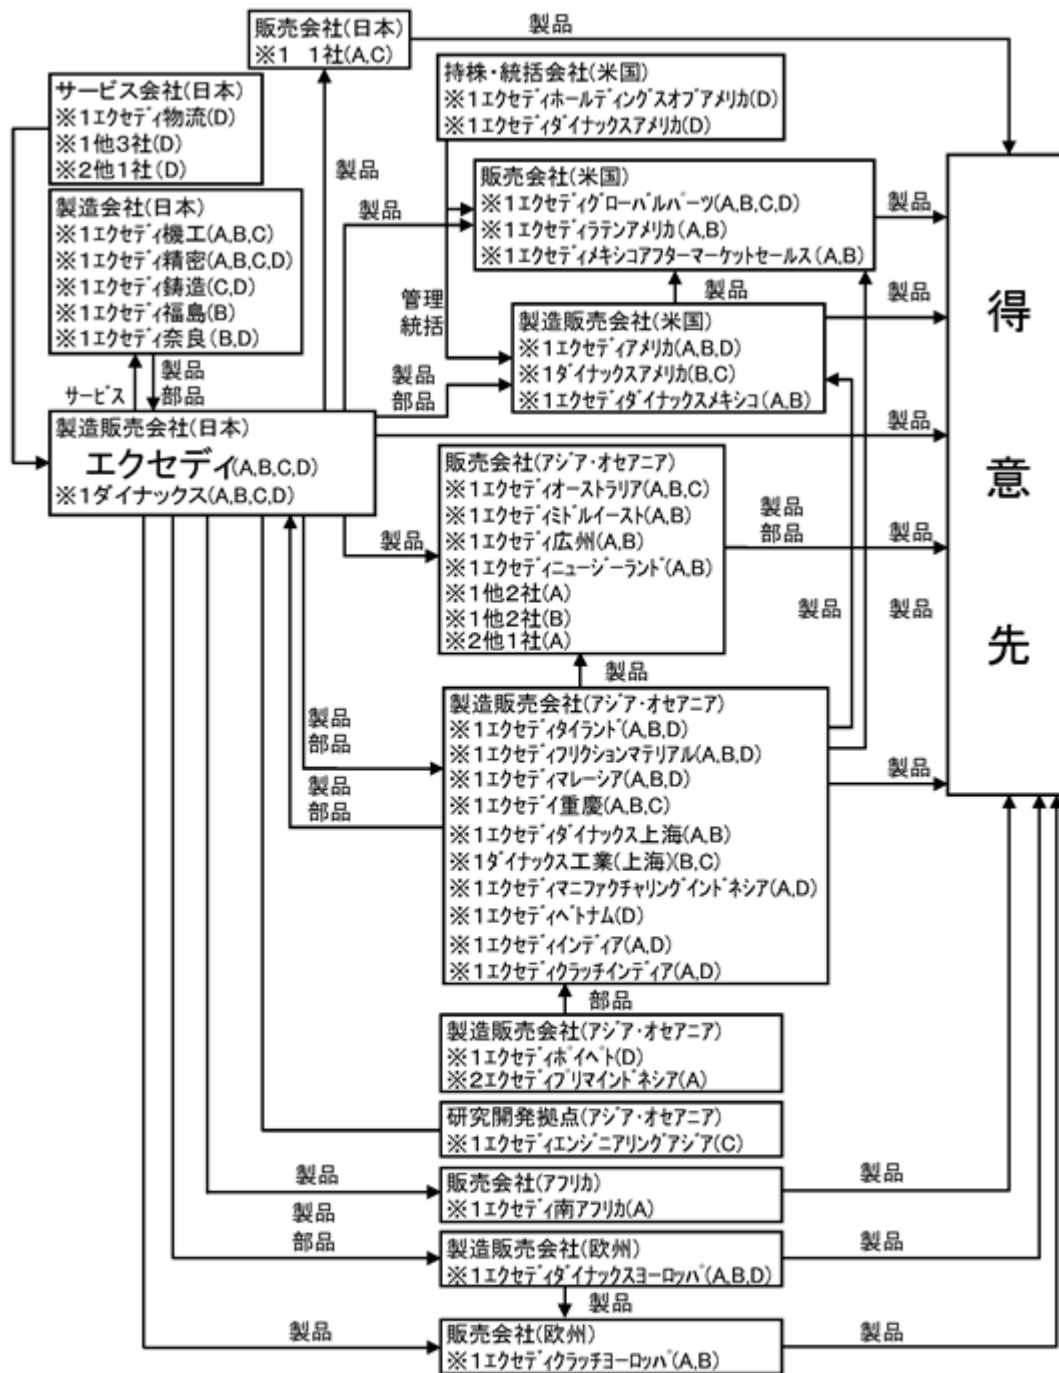 販売会社(日本)
※1 1社(A,C)
製品
サービス会社(日本)
※1エクセディ物流(D)
※1他3社(D)
※2他1社(D)
持株・統括会社(米国)
※1エクセディホールディングスオブアメリカ(D)
※1エクセディダイナックスアメリカ(D)
製品
製造会社(日本)
※1エクセディ機工(A,B,C)
※1エクセディ精密(A,B,C,D)
※1エクセディ鋳造(C,D)
※1エクセディ福島(B)
※1エクセディ奈良(B,D)
製品
販売会社(米国)
※1エクセディグローバルパーツ(A,B,C,D)
※1エクセディラテンアメリカ(A,B)
※1エクセディメキシコアフターマーケットセールス(A,B)
製品
管理
統括
製品
製品
製造販売会社(米国)
※1エクセディアメリカ(A,B,D)
※1ダイナックスアメリカ(B,C)
※1エクセディダイナックスメキシコ(A,B)
サービス
製品
部品
製品
部品
製造販売会社(日本)
エクセディ(A,B,C,D)
※1ダイナックス(A,B,C,D)
製品
得意先
製品
販売会社(アジア・オセアニア)
※1エクセディオーストラリア(A,B,C)
※1エクセディミドルイースト(A,B)
※1エクセディ広州(A,B)
※1エクセディニュージーランド(A,B)
※1他2社(A)
※1他2社(B)
※2他1社(A)
製品
部品
製品
製品
製品
製品
製品
部品
製品
部品
製造販売会社(アジア・オセアニア)
※1エクセディタイランド(A,B,D)
※1エクセディフリクションマテリアル(A,B,D)
※1エクセディマレーシア(A,B,D)
※1エクセデイ重慶(A,B,C)
※1エクセディダイナックス上海(A,B)
※1ダイナックス工業(上海)(B,C)
※1エクセディマニファクチャリングインドネシア(A,D)
※1エクセディベトナム(D)
※1エクセディインディア(A,D)
※1エクセディクラッチインディア(A,D)
製品
部品
製造販売会社(アジア・オセアニア)
※1エクセディポイペト(D)
※2エクセディプリマインドネシア(A)
研究開発拠点(アジア・オセアニア)
※1エクセディエンジニアリングアジア(C)
製品
販売会社(アフリカ)
※1エクセディ南アフリカ(A)
製品
製品
部品
製造販売会社(欧州)
※1エクセディダイナックスヨーロッパ(A,B,D)
製品
製品
製品
販売会社(欧州)
※1エクセディクラッチヨーロッパ(A,B)
製品